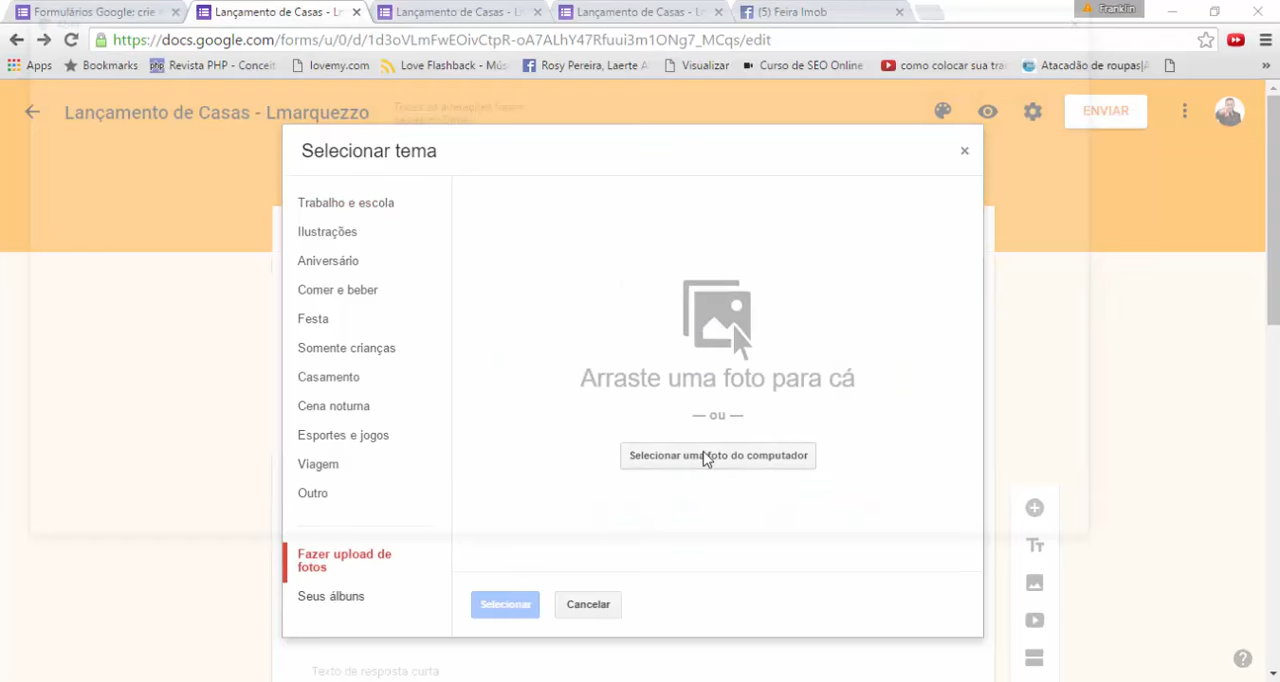 Formulários Google: crie
Lançamento de Casas - L
Lançamento de Casas - L
Lançamento de Casas - L
(5) Feira Imob
Franklin
https://docs.google.com/forms/u/0/d/1d3oVLmFwEOivCtpR-oA7ALhY47Rfuui3m1ONg7_MCqs/edit
Apps
Bookmarks
Revista PHP - Conceit
lovemy.com
Love Flashback - Mús
Rosy Pereira, Laerte A
Visualizar
Curso de SEO Online
como colocar sua tra
Atacadão de roupas|
»
Lançamento de Casas - Lmarquezzo
ENVIAR
Selecionar tema
×
Trabalho e escola
Ilustrações
Aniversário
Comer e beber
Festa
Somente crianças
Casamento
Cena noturna
Esportes e jogos
Viagem
Outro
Fazer upload de
fotos
Seus álbuns
Arraste uma foto para cá
— ou —
Selecionar uma foto do computador
Selecionar
Cancelar
Tт
Texto de resposta curta